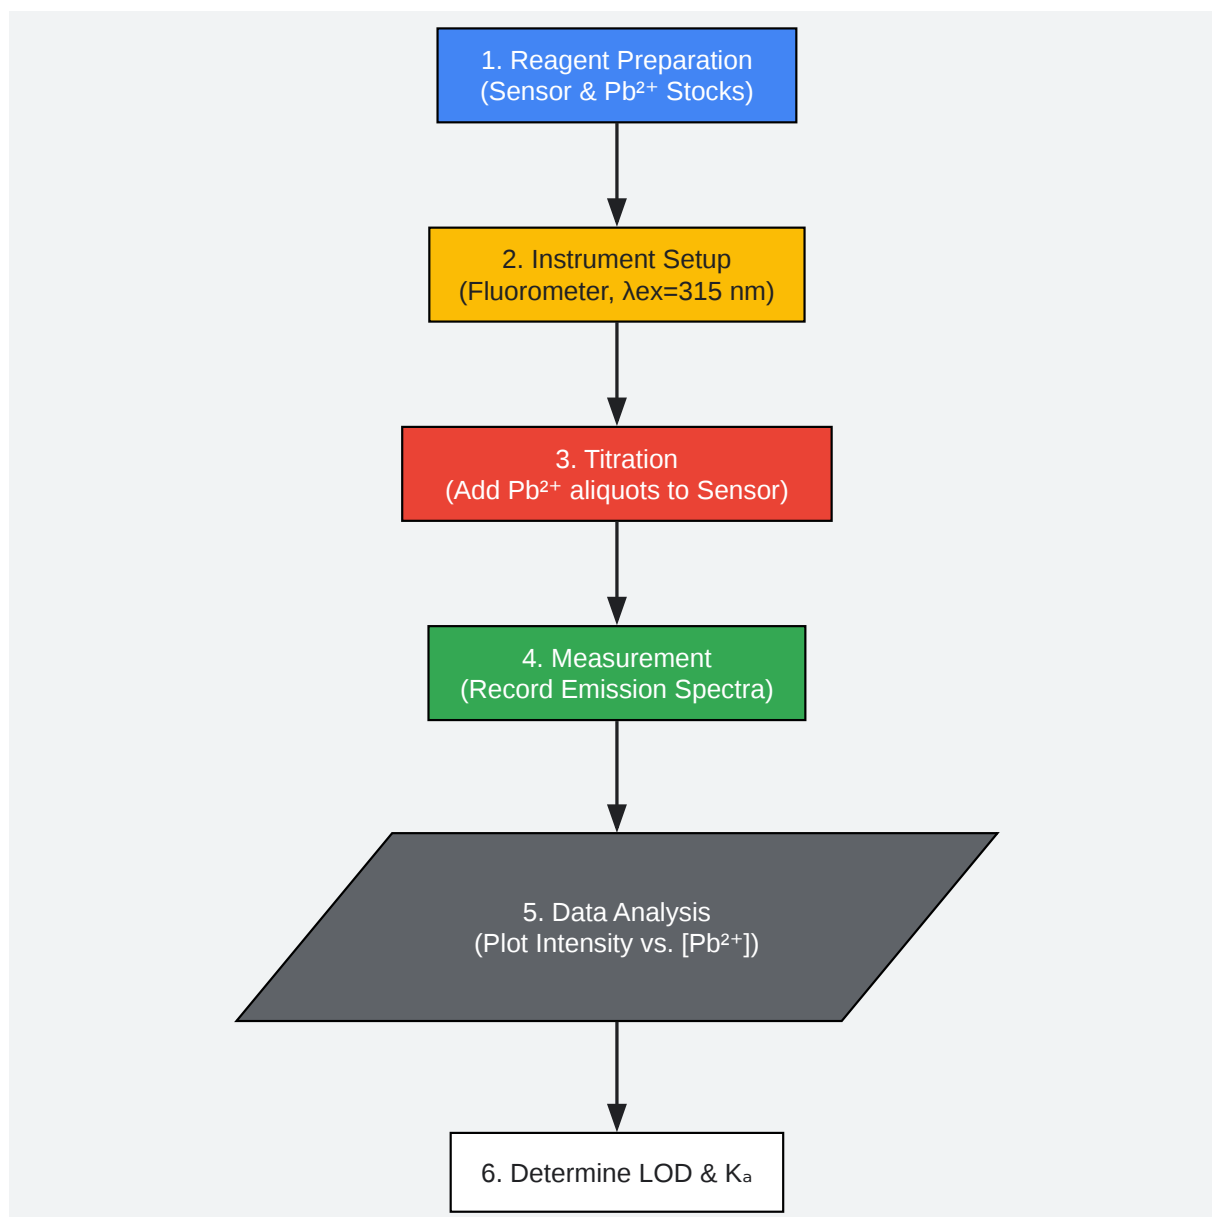 1. Reagent Preparation
(Sensor & Pb²⁺ Stocks)
2. Instrument Setup
(Fluorometer, λex=315 nm)
3. Titration
(Add Pb²⁺ aliquots to Sensor)
4. Measurement
(Record Emission Spectra)
5. Data Analysis
(Plot Intensity vs. [Pb²⁺])
6. Determine LOD & Kₐ